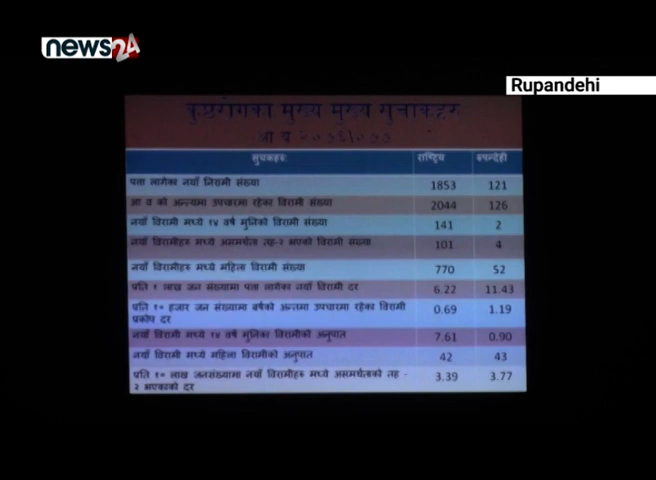 news24
Rupandehi
कुष्ठरोगका मुख्य मुख्य सुचाकहरु
आ व २०७६/०७७
सुचकहरु राष्ट्रिय रुपन्देही
पत्ता लागेका नयाँ विरामी संख्या 1853 121
आ व को अन्त्यमा उपचारमा रहेका विरामी संख्या 2044 126
नयाँ विरामी मध्ये १४ वर्ष मुनिको विरामी संख्या 141 2
नयाँ विरामीहरु मध्ये असमर्थता तह-२ भएको विरामी संख्या 101 4
नयाँ विरामीहरु मध्ये महिला विरामी संख्या 770 52
प्रति १ लाख जन संख्यामा पत्ता लागेका नयाँ विरामी दर 6.22 11.43
प्रति १० हजार जन संख्यामा बर्षको अन्तमा उपचारमा रहेका विरामी 0.69 1.19
प्रकोप दर
नयाँ विरामी मध्ये १४ वर्ष मुनिका विरामीको अनुपात 7.61 0.90
नयाँ विरामी मध्ये महिला विरामीको अनुपात 42 43
प्रति १० लाख जनसंख्यामा नयाँ विरामीहरु मध्ये असमर्थताको तह - 3.39 3.77
२ भएकाको दर